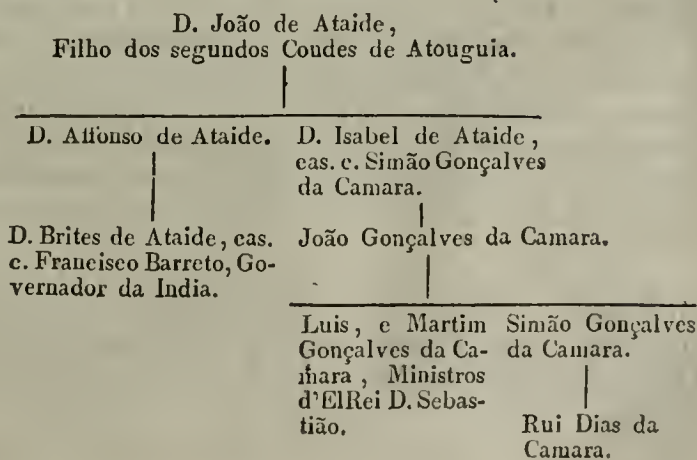 D. João de Ataide,
Filho dos segundos Condes de Atouguia.
D. Affonso de Ataide.
D. Isabel de Ataide,
cas. c. Simão Gonçalves
da Camara.
D. Brites de Ataide, cas.
c. Francisco Barreto, Go-
vernador da India.
João Gonçalves da Camara.
Luis, e Martim
Gonçalves da Ca-
mara, Ministros
d'ElRei D. Sebas-
tião.
Simão Gonçalves
da Camara.
Rui Dias da
Camara.